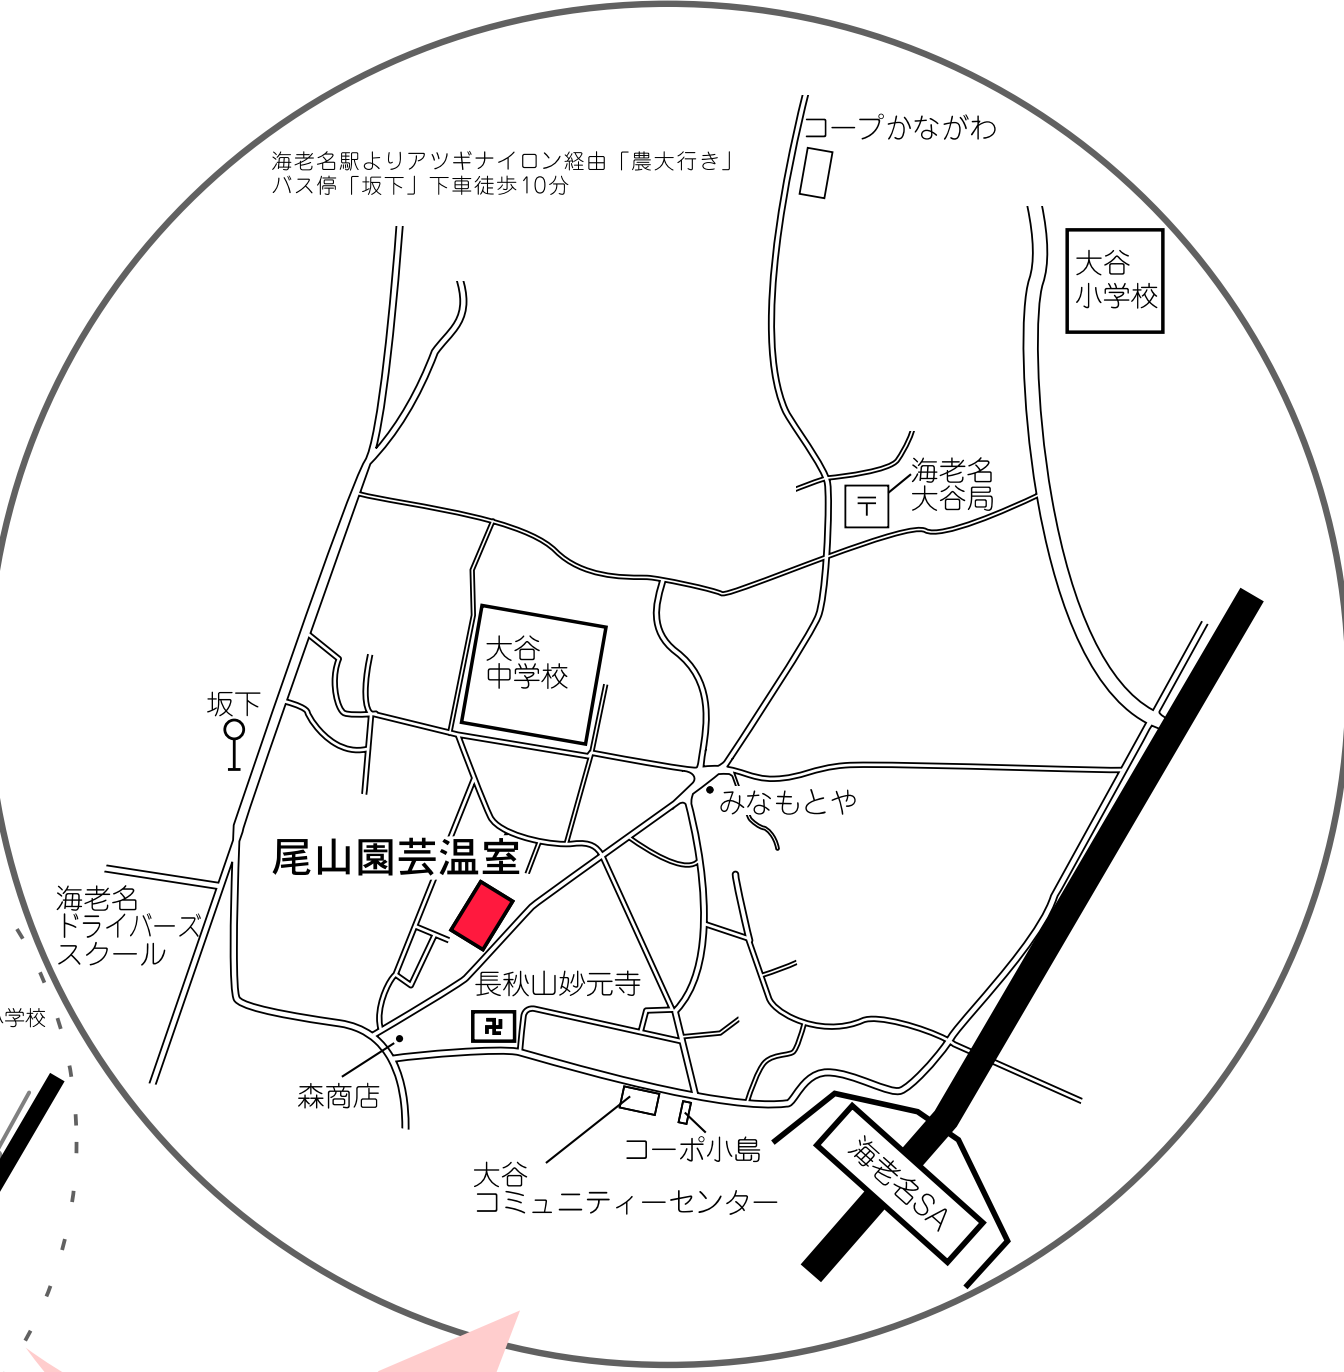 コープかながわ
海老名駅よりアツギナイロン経由「農大行き」
バス停「坂下」下車徒歩10分
大谷
小学校
海老名
大谷局
〒
大谷
中学校
坂下
みなもとや
尾山園芸温室
海老名
ドライバーズ
スクール
長秋山妙元寺
卍
学校
森商店
コーポ小島
大谷
コミュニティーセンター
海老名SA